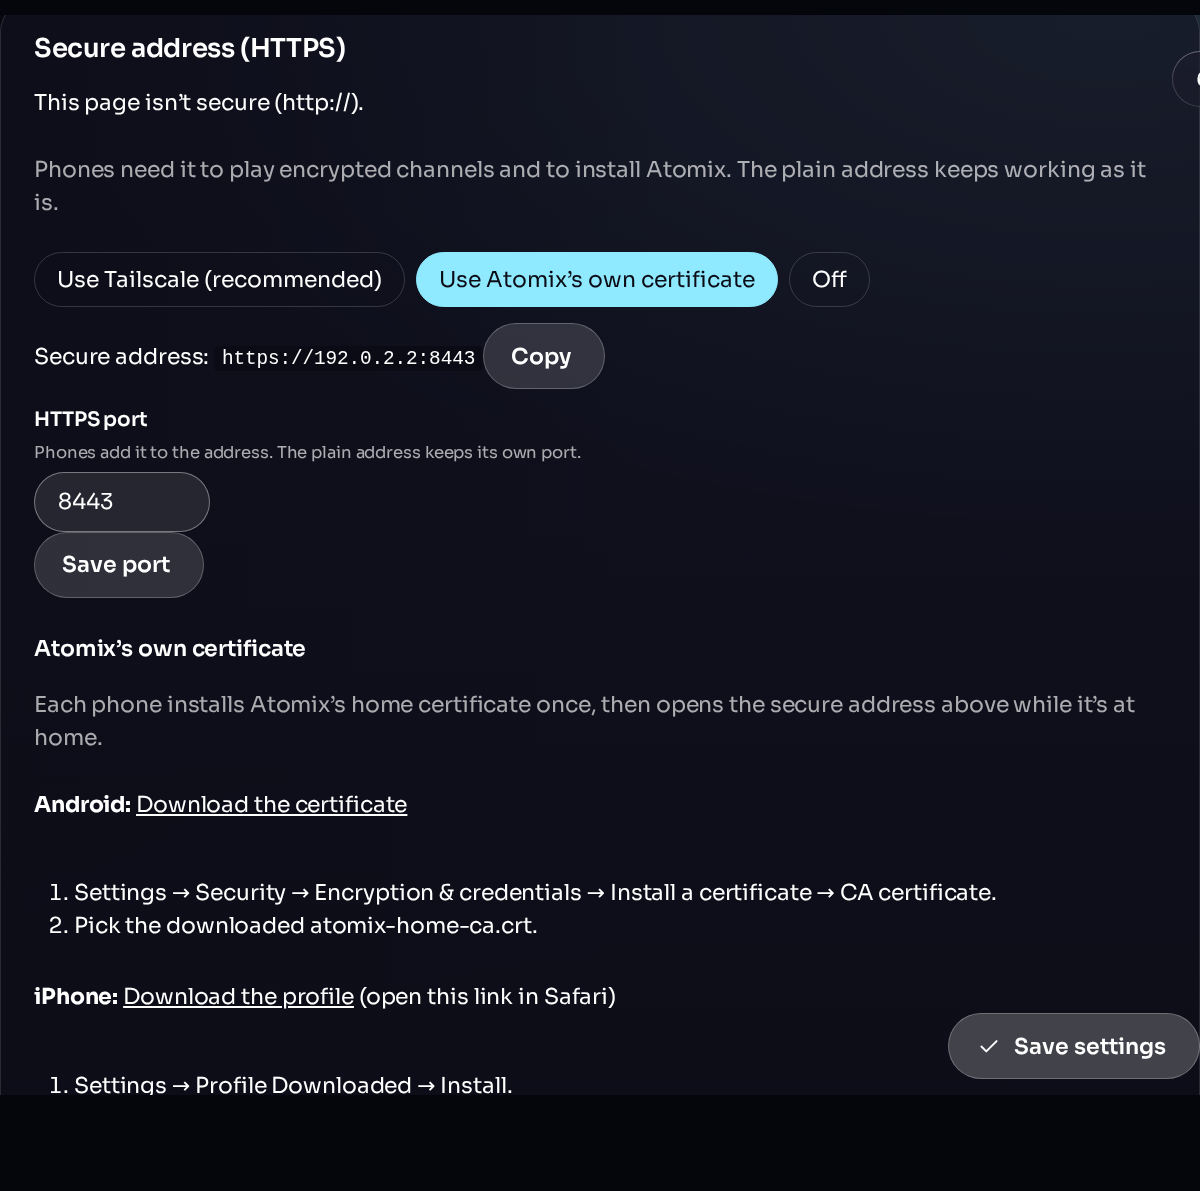 Secure address (HTTPS)
This page isn’t secure (http://).
Phones need it to play encrypted channels and to install Atomix. The plain address keeps working as it
is.
Use Tailscale (recommended)
Use Atomix’s own certificate
Off
Secure address: https://192.0.2.2:8443
Copy
HTTPS port
Phones add it to the address. The plain address keeps its own port.
8443
Save port
Atomix’s own certificate
Each phone installs Atomix’s home certificate once, then opens the secure address above while it’s at
home.
Android: Download the certificate
1. Settings → Security → Encryption & credentials → Install a certificate → CA certificate.
2. Pick the downloaded atomix-home-ca.crt.
iPhone: Download the profile (open this link in Safari)
Save settings
1. Settings → Profile Downloaded → Install.